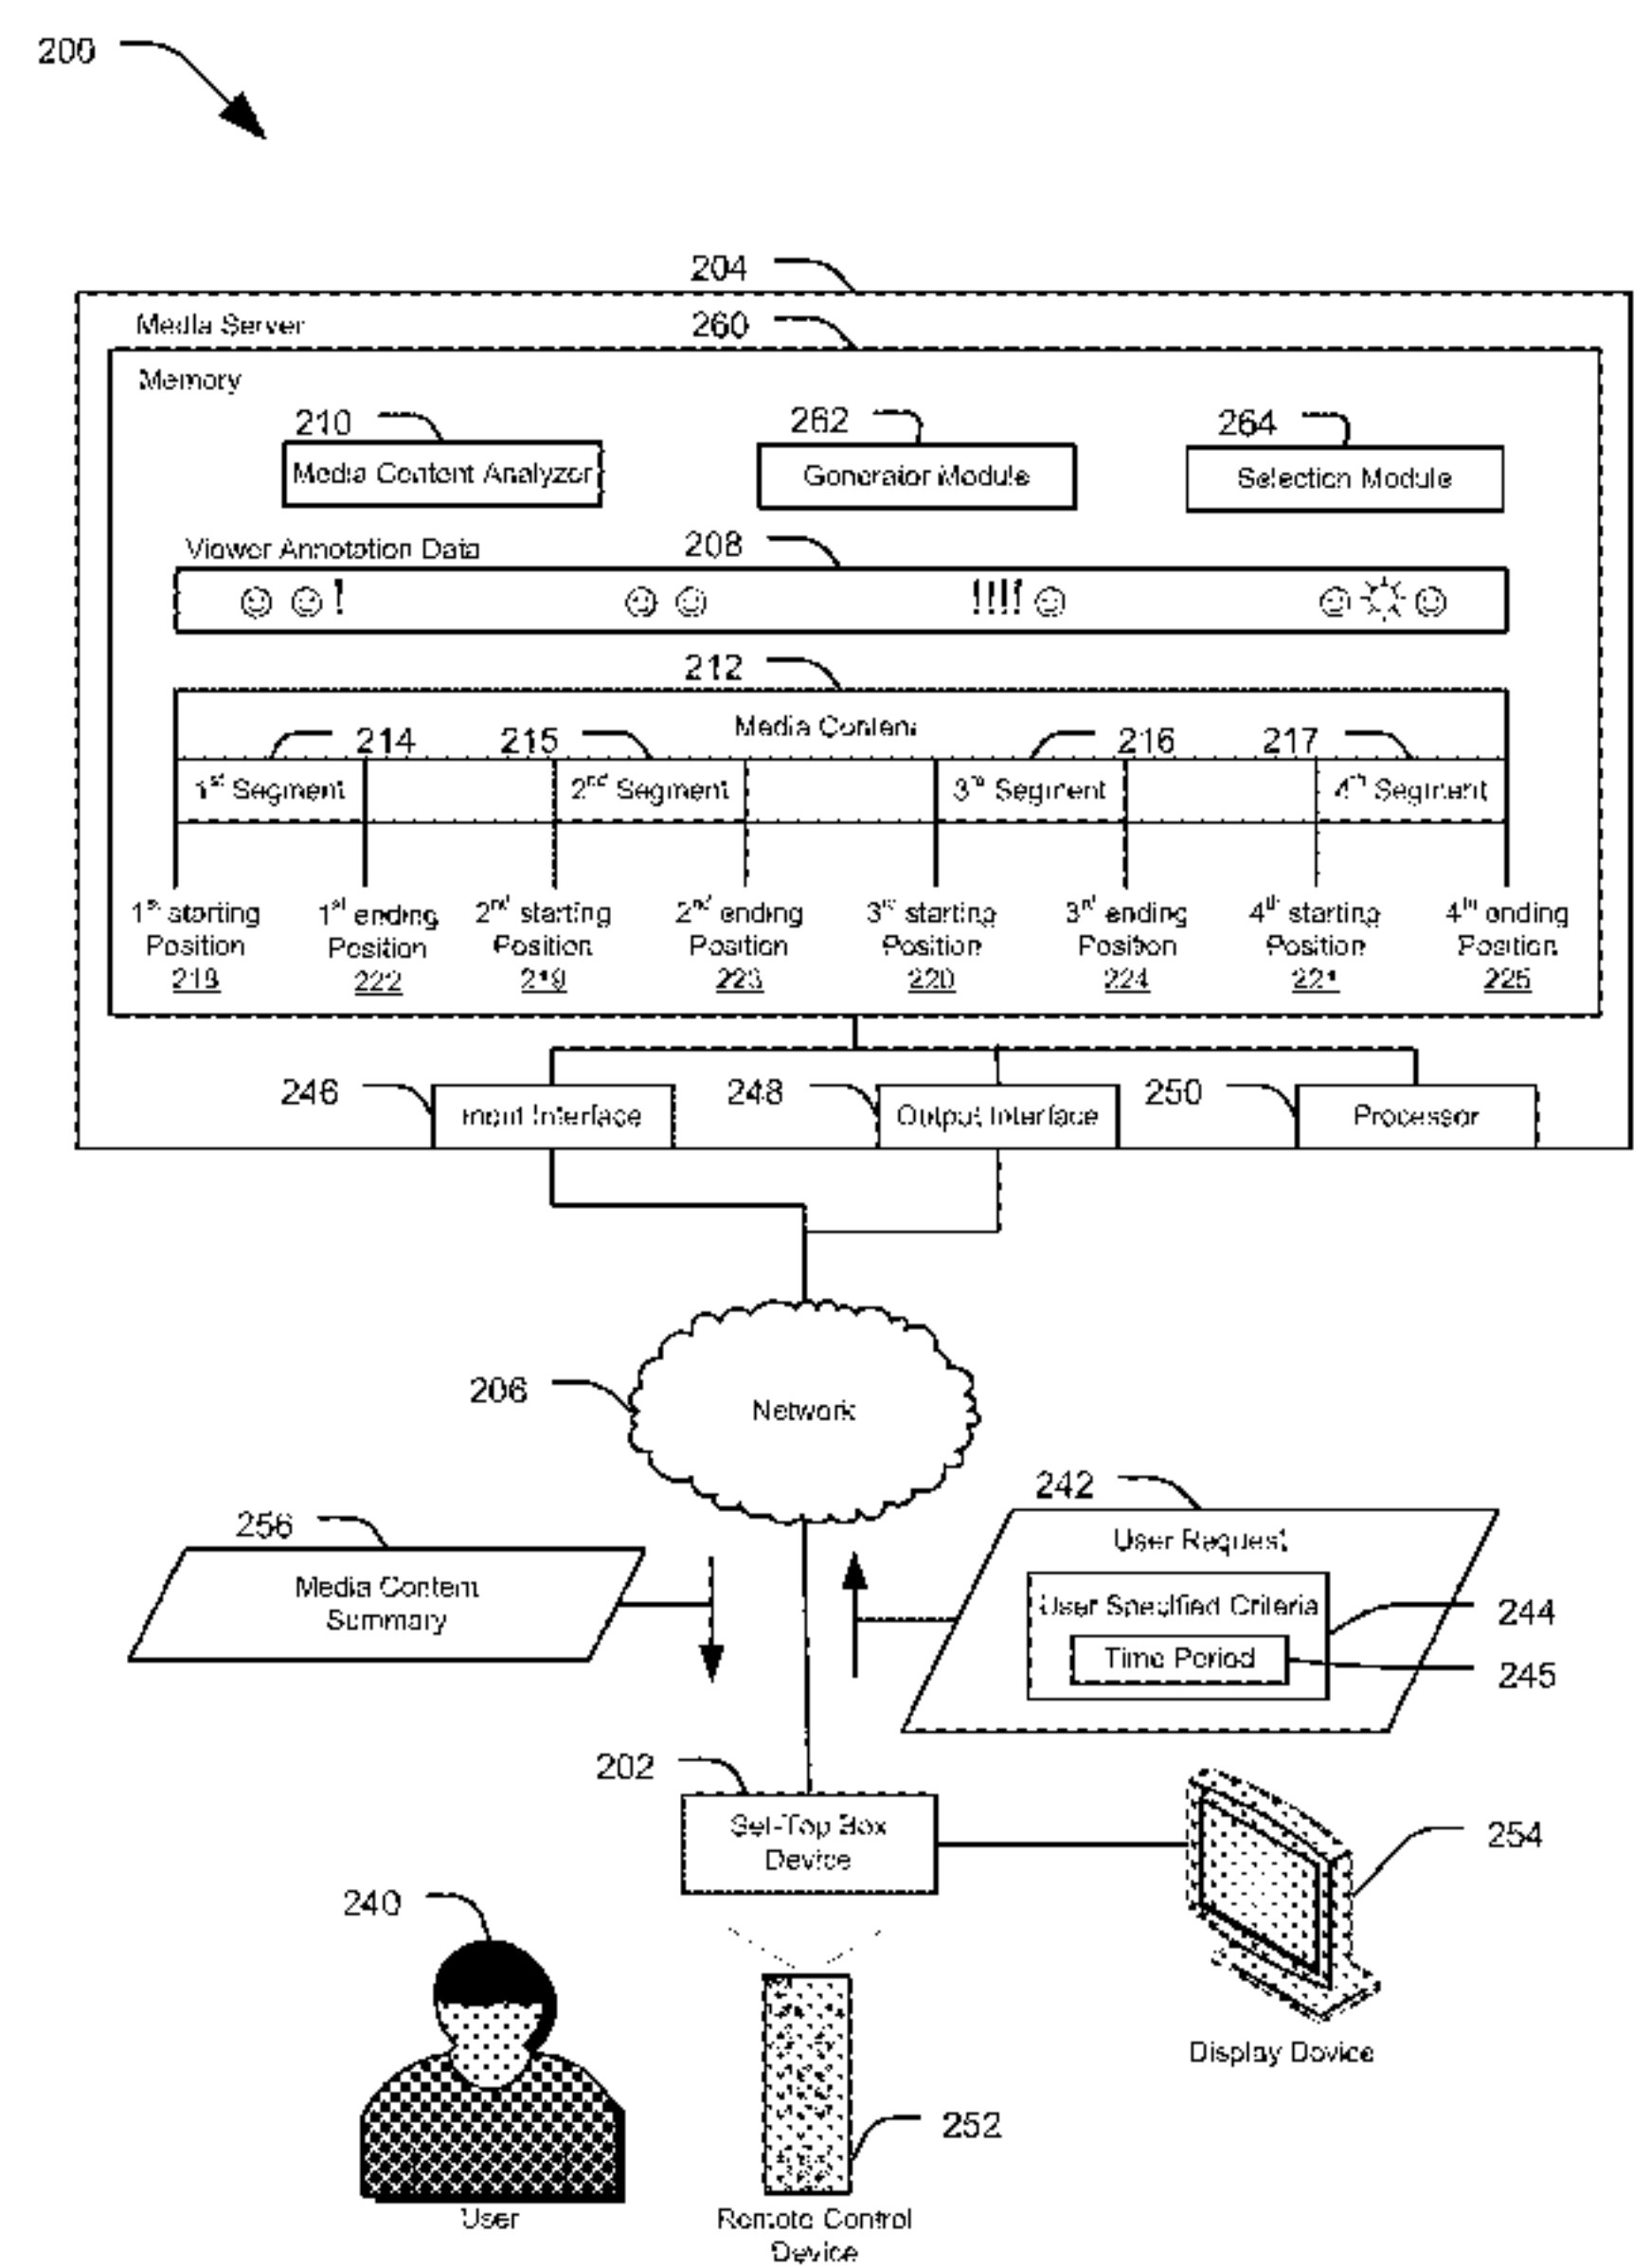 200
204
Media Server
260
Memory
210
262
264
Media Content Analyzer
Generator Module
Selection Module
Viewer Annotation Data
208
!
!!!!
212
Media Content
214
215
216
217
1st Segment
2nd Segment
3rd Segment
4th Segment
1st starting
Position
218
1st ending
Position
222
2nd starting
Position
219
2nd ending
Position
223
3rd starting
Position
220
3rd ending
Position
224
4th starting
Position
221
4th ending
Position
225
246
248
250
Input Interface
Output Interface
Processor
206
Network
242
256
User Request
Media Content
Summary
User Specified Criteria
244
Time Period
245
202
Set-Top Box
Device
254
240
Display Device
252
User
Remote Control
Device